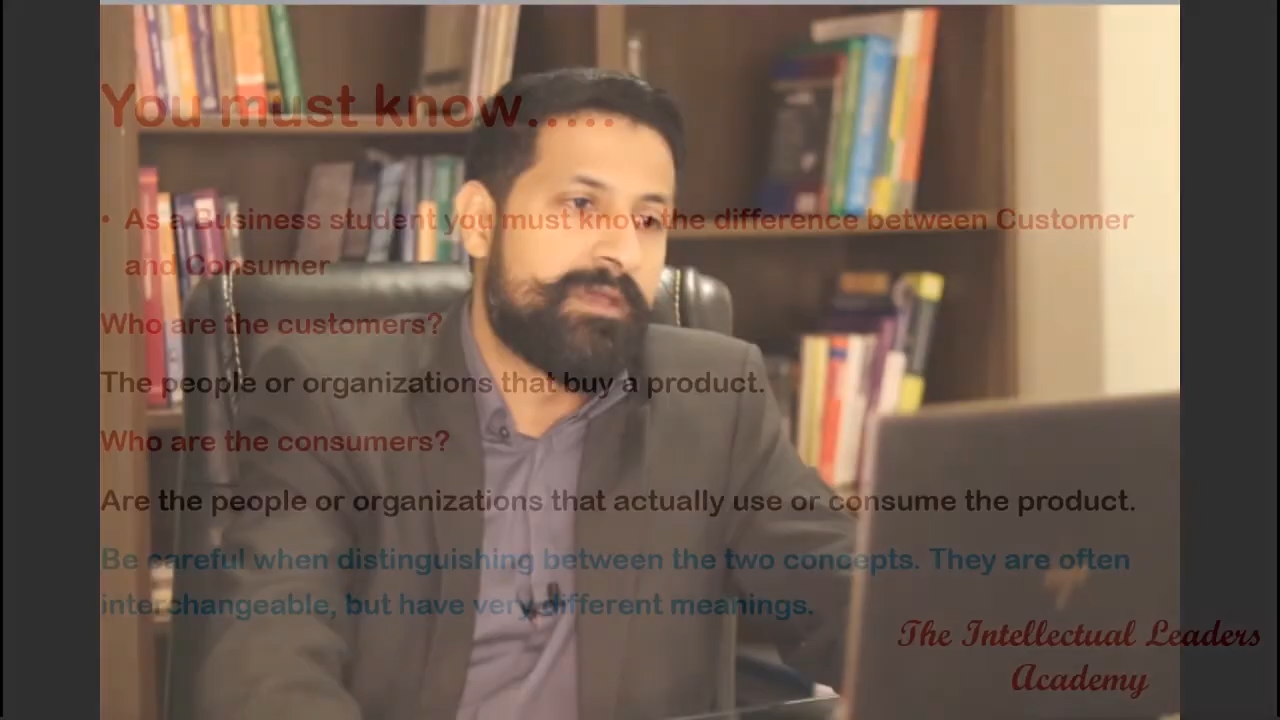 You must know.....
• As a Business student you must know the difference between Customer
and Consumer
Who are the customers?
The people or organizations that buy a product.
Who are the consumers?
Are the people or organizations that actually use or consume the product.
Be careful when distinguishing between the two concepts. They are often
interchangeable, but have very different meanings.
The Intellectual Leaders
Academy